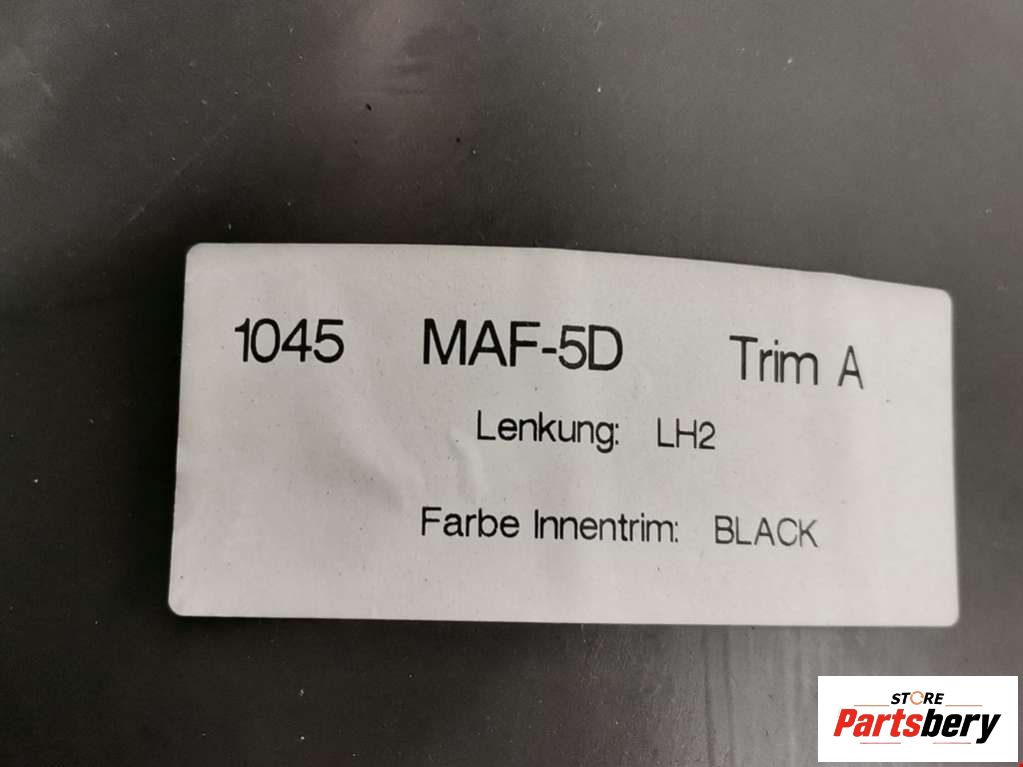 1045 MAF-5D Trim A
Lenkung: LH2
Farbe Innentrim: BLACK
STORE
Partsbery